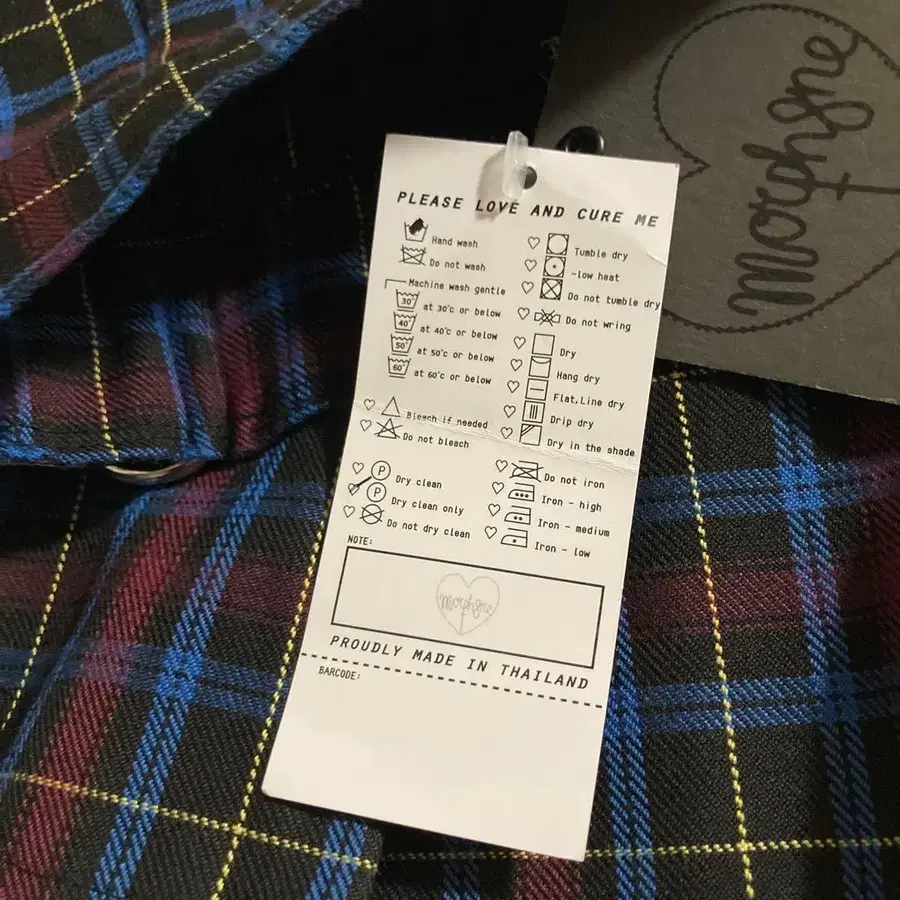 morphgne
PLEASE LOVE AND CURE ME
Hand wash
Do not wash
Machine wash gentle
30° at 30°c or below
40° at 40°c or below
50° at 50°c or below
60° at 60°c or below
Bleach if needed
Do not bleach
P Dry clean
P Dry clean only
Do not dry clean
Tumble dry
-low heat
Do not tumble dry
Do not wring
Dry
Hang dry
Flat,Line dry
Drip dry
Dry in the shade
Do not iron
Iron - high
Iron - medium
Iron - low
NOTE:
morphgne
PROUDLY MADE IN THAILAND
BARCODE: